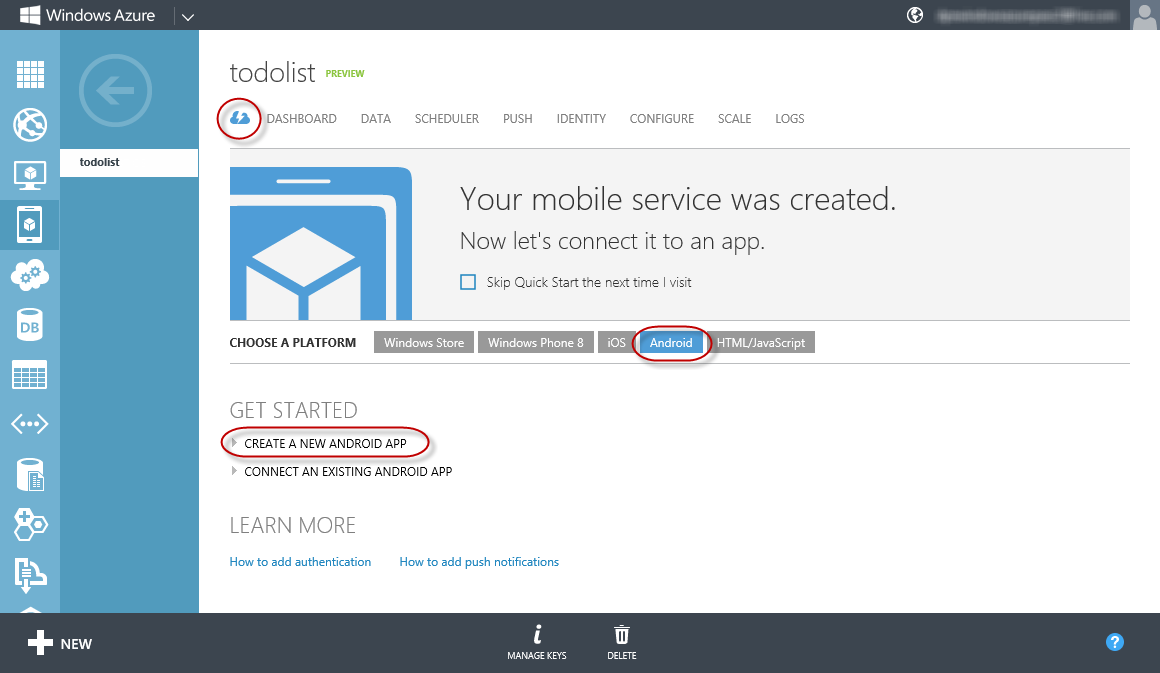 Windows Azure
todolist PREVIEW
DASHBOARD DATA SCHEDULER PUSH IDENTITY CONFIGURE SCALE LOGS
todolist
Your mobile service was created.
Now let's connect it to an app.
Skip Quick Start the next time I visit
CHOOSE A PLATFORM Windows Store Windows Phone 8 iOS Android HTML/JavaScript
DB
GET STARTED
CREATE A NEW ANDROID APP
CONNECT AN EXISTING ANDROID APP
LEARN MORE
How to add authentication How to add push notifications
NEW
MANAGE KEYS DELETE
?